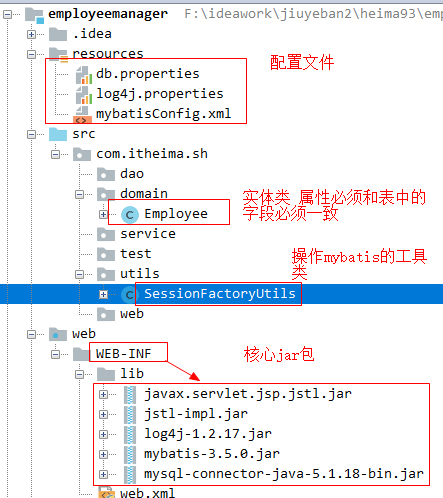 employeemanager F:\ideawork\jiuyeban2\heima93\emp
.idea
resources
配置文件
db.properties
log4j.properties
mybatisConfig.xml
src
com.itheima.sh
dao
domain
实体类 属性必须和表中的
字段必须一致
Employee
service
test
操作mybatis的工具
类
utils
SessionFactoryUtils
web
web
WEB-INF
核心jar包
lib
javax.servlet.jsp.jstl.jar
jstl-impl.jar
log4j-1.2.17.jar
mybatis-3.5.0.jar
mysql-connector-java-5.1.18-bin.jar
web.xml